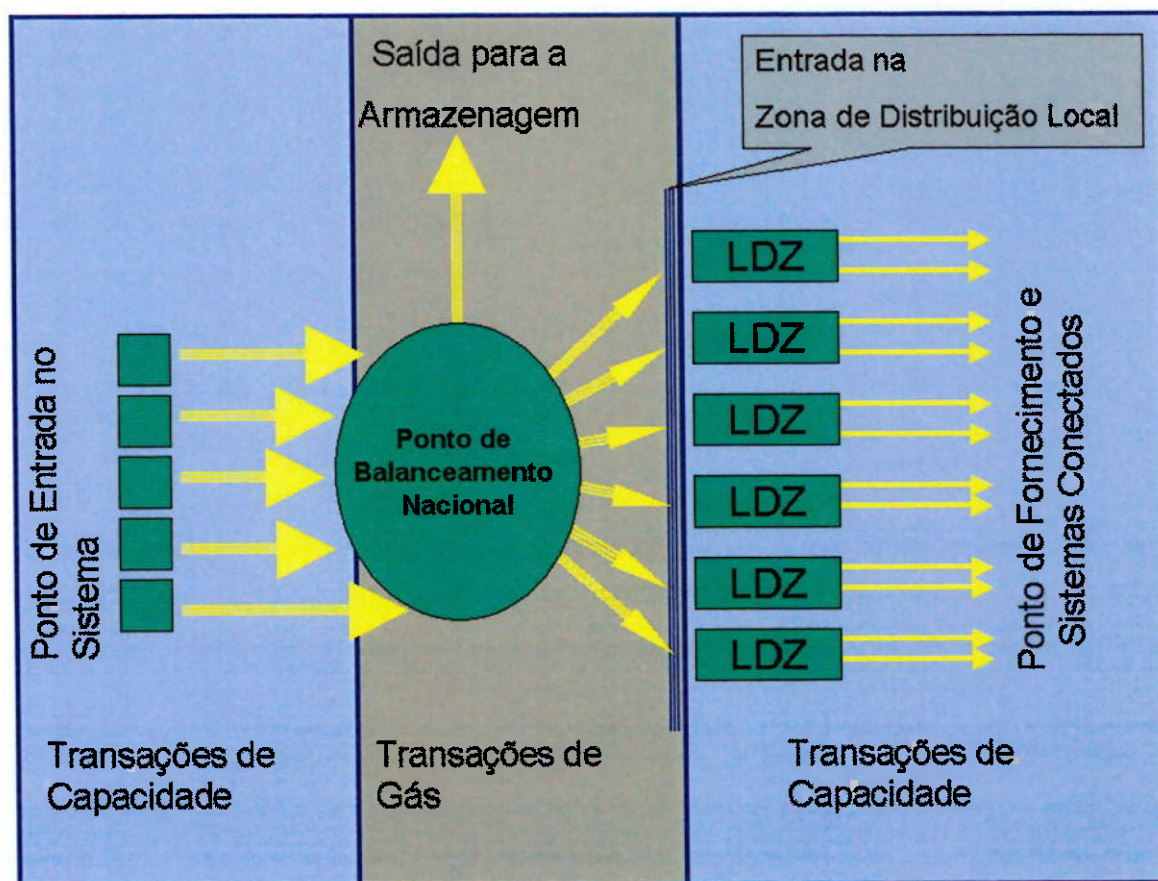 Saída para a
Armazenagem
Entrada na
Zona de Distribuição Local
Ponto de Entrada no
Sistema
Ponto de
Balanceamento
Nacional
LDZ
LDZ
LDZ
LDZ
LDZ
LDZ
Ponto de Fornecimento e
Sistemas Conectados
Transações de
Capacidade
Transações de
Gás
Transações de
Capacidade